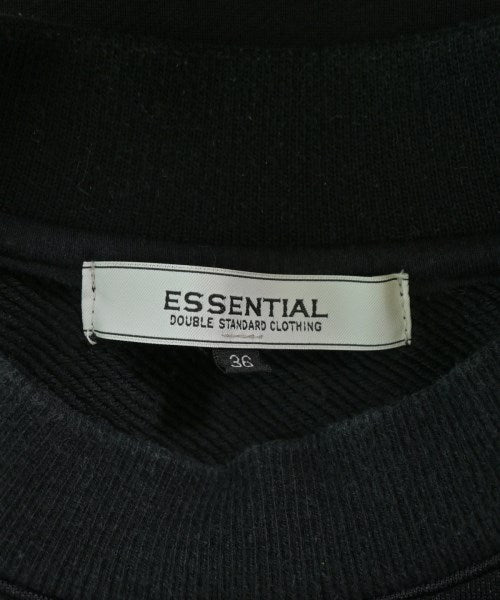 ESSENTIAL
DOUBLE STANDARD CLOTHING
36